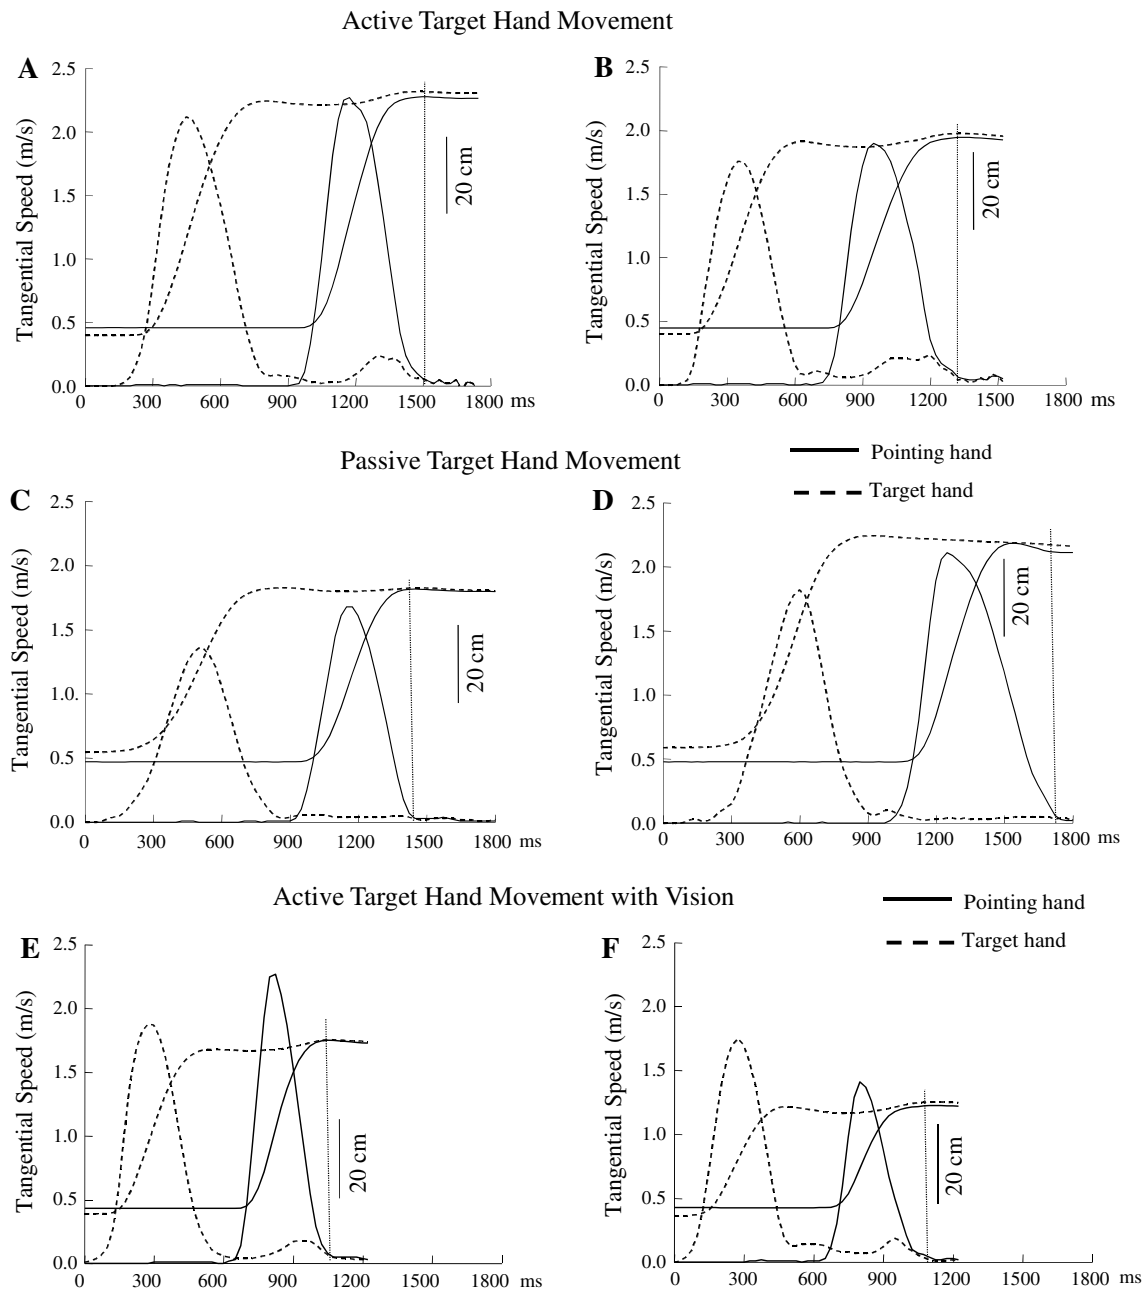 Active Target Hand Movement
A
B
Tangential Speed (m/s)
2.5
2.0
1.5
1.0
0.5
0.0
0 300 600 900 1200 1500 1800 ms
20 cm
Tangential Speed (m/s)
2.5
2.0
1.5
1.0
0.5
0.0
0 300 600 900 1200 1500 1800 ms
20 cm
Passive Target Hand Movement
Pointing hand
Target hand
C
D
Tangential Speed (m/s)
2.5
2.0
1.5
1.0
0.5
0.0
0 300 600 900 1200 1500 1800 ms
20 cm
Tangential Speed (m/s)
2.5
2.0
1.5
1.0
0.5
0.0
0 300 600 900 1200 1500 1800 ms
20 cm
Active Target Hand Movement with Vision
Pointing hand
Target hand
E
F
Tangential Speed (m/s)
2.5
2.0
1.5
1.0
0.5
0.0
0 300 600 900 1200 1500 1800 ms
20 cm
Tangential Speed (m/s)
2.5
2.0
1.5
1.0
0.5
0.0
0 300 600 900 1200 1500 1800 ms
20 cm